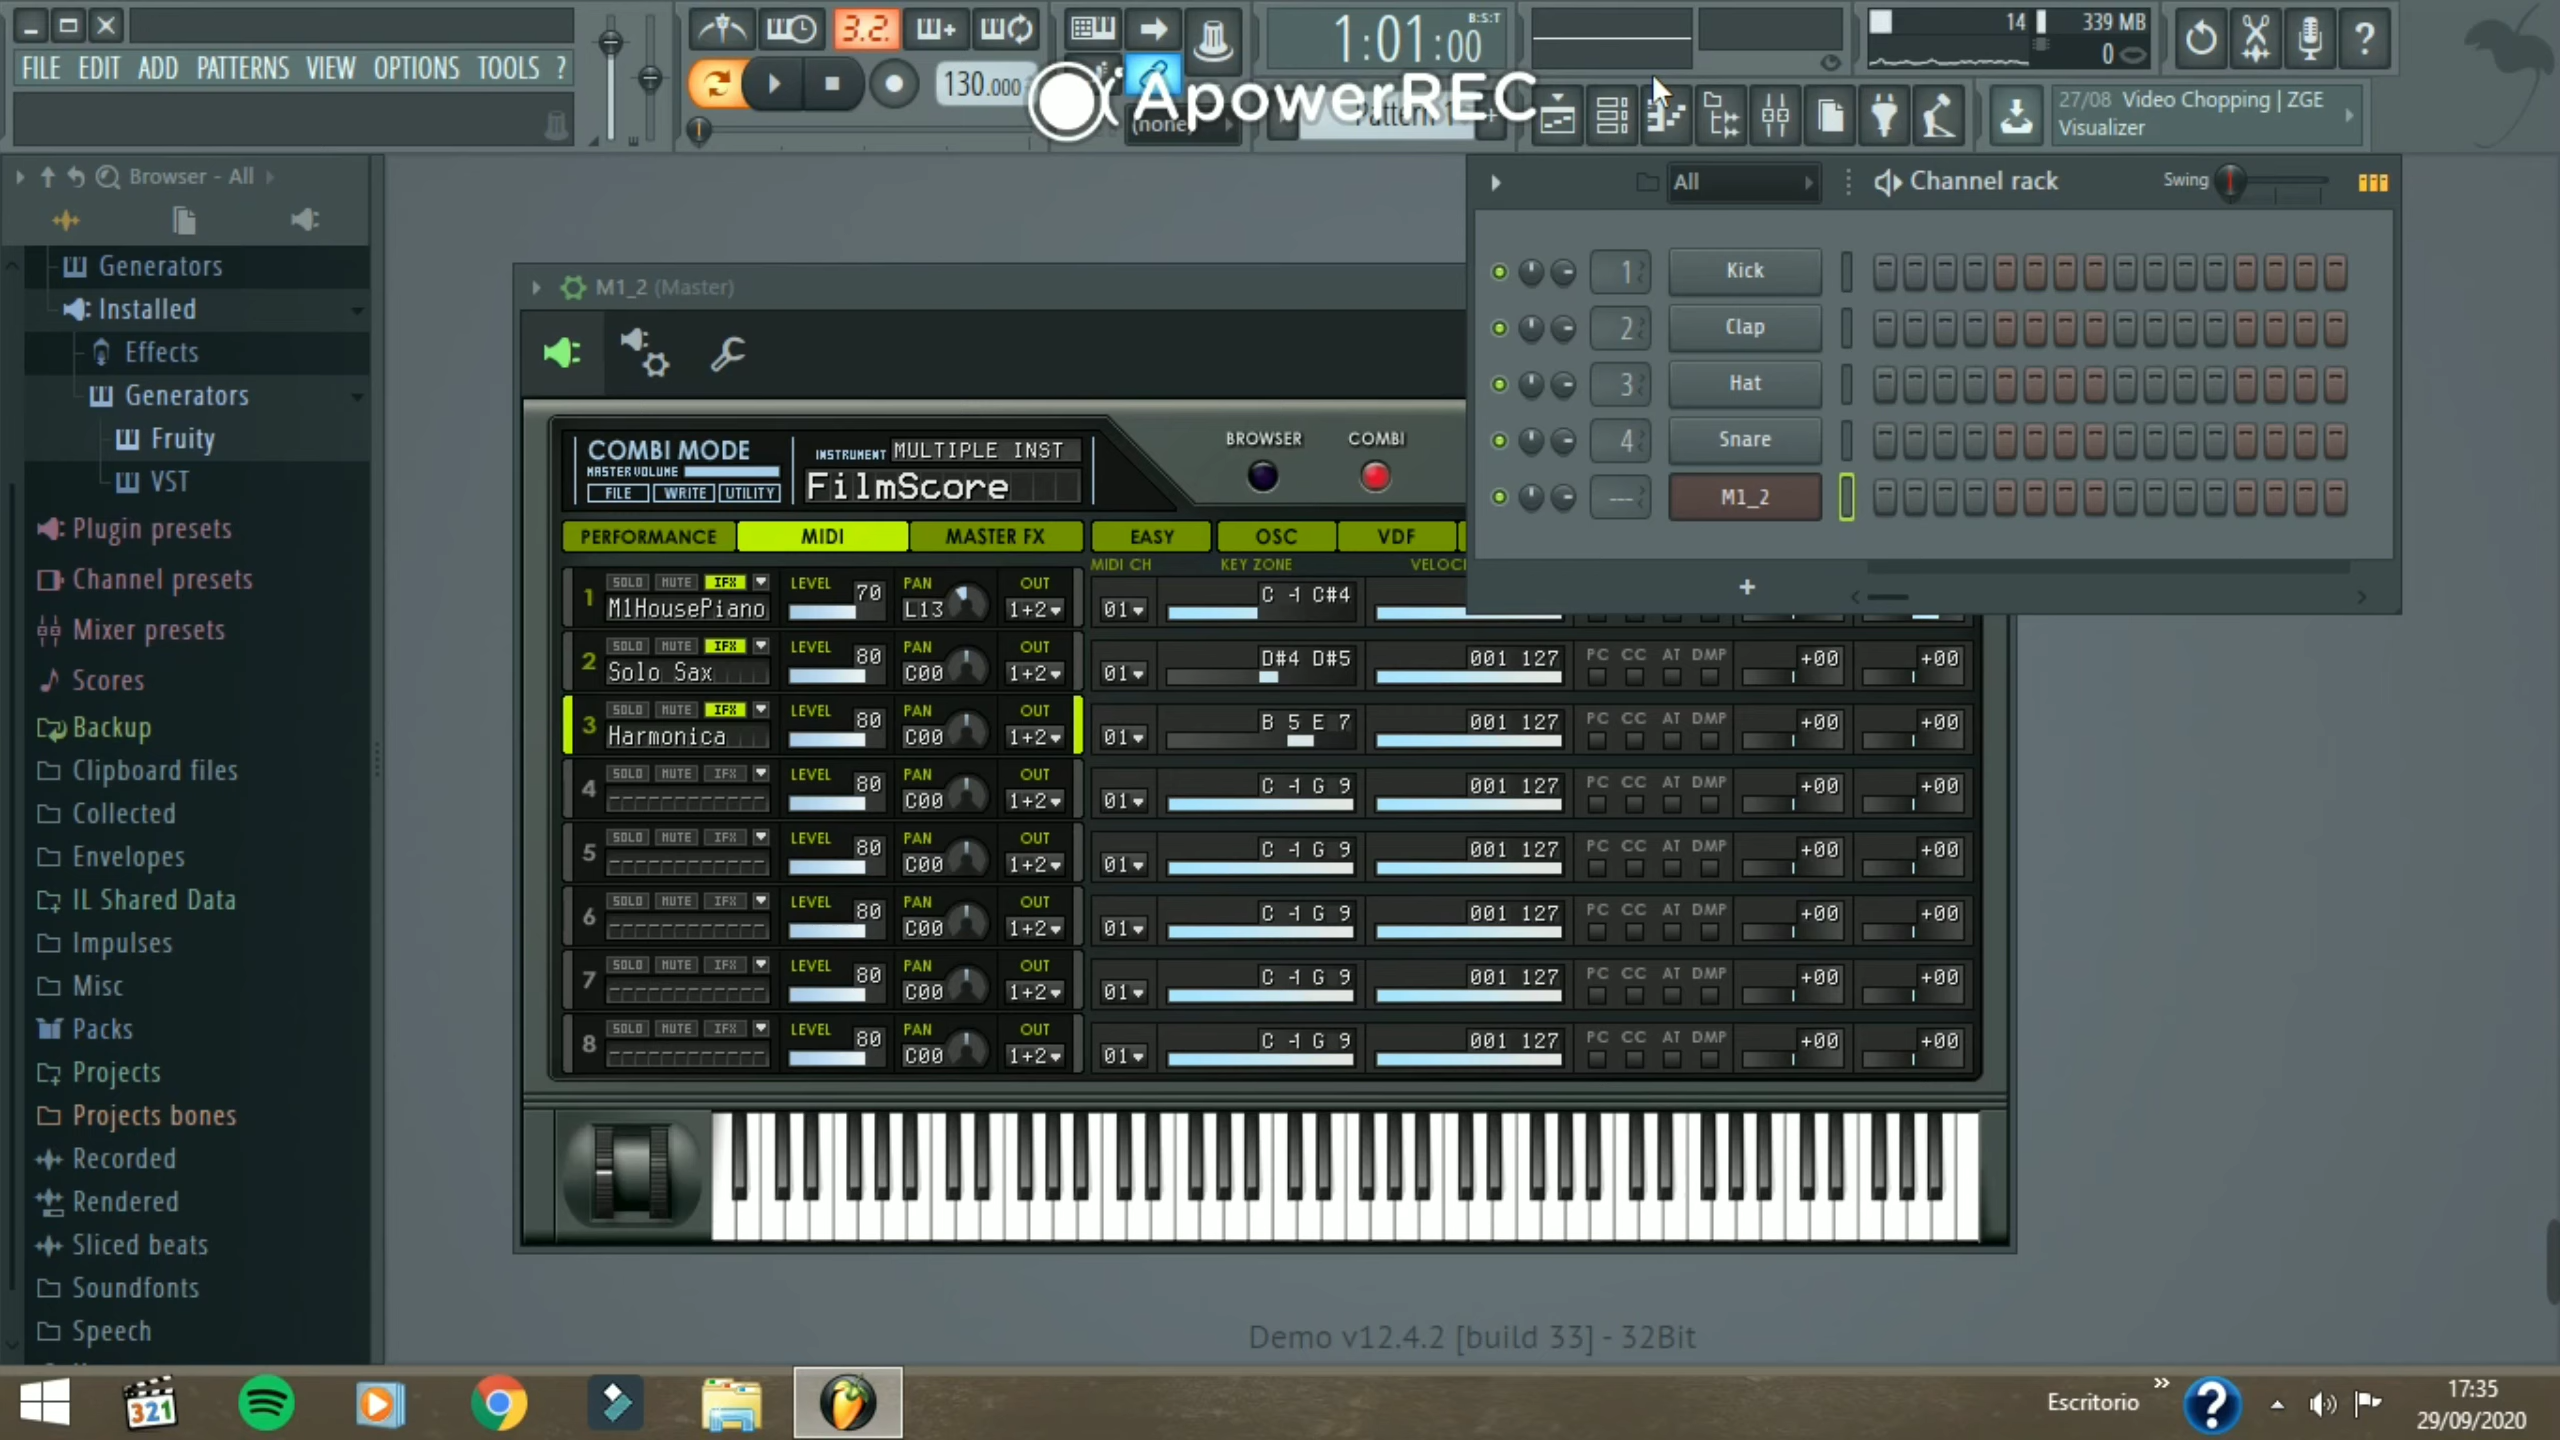 FILE EDIT ADD PATTERNS VIEW OPTIONS TOOLS ?
3.2.
130.000
1:01:00
B:S:T
14
339 MB
0
ApowerREC
(none)
Pattern 1
27/08 Video Chopping | ZGE
Visualizer
Browser - All
Generators
Installed
Effects
Generators
Fruity
VST
Plugin presets
Channel presets
Mixer presets
Scores
Backup
Clipboard files
Collected
Envelopes
IL Shared Data
Impulses
Misc
Packs
Projects
Projects bones
Recorded
Rendered
Sliced beats
Soundfonts
Speech
M1_2 (Master)
COMBI MODE
MASTER VOLUME
FILE WRITE UTILITY
INSTRUMENT MULTIPLE INST
FilmScore
BROWSER COMBI
PERFORMANCE MIDI MASTER FX EASY OSC VDF
MIDI CH KEY ZONE
1 SOLO MUTE IFX LEVEL 70 PAN OUT C -1 C#4
M1HousePiano L13 1+2 01
2 SOLO MUTE IFX LEVEL 80 PAN OUT D#4 D#5 001 127 PC CC AT DMP +00 +00
Solo Sax C00 1+2 01
3 SOLO MUTE IFX LEVEL 80 PAN OUT B 5 E 7 001 127 PC CC AT DMP +00 +00
Harmonica C00 1+2 01
4 SOLO MUTE IFX LEVEL 80 PAN OUT C -1 G 9 001 127 PC CC AT DMP +00 +00
C00 1+2 01
5 SOLO MUTE IFX LEVEL 80 PAN OUT C -1 G 9 001 127 PC CC AT DMP +00 +00
C00 1+2 01
6 SOLO MUTE IFX LEVEL 80 PAN OUT C -1 G 9 001 127 PC CC AT DMP +00 +00
C00 1+2 01
7 SOLO MUTE IFX LEVEL 80 PAN OUT C -1 G 9 001 127 PC CC AT DMP +00 +00
C00 1+2 01
8 SOLO MUTE IFX LEVEL 80 PAN OUT C -1 G 9 001 127 PC CC AT DMP +00 +00
C00 1+2 01
All
Channel rack
Swing
1 Kick
2 Clap
3 Hat
4 Snare
--- M1_2
+
Demo v12.4.2 [build 33] - 32Bit
321
Escritorio
17:35
29/09/2020